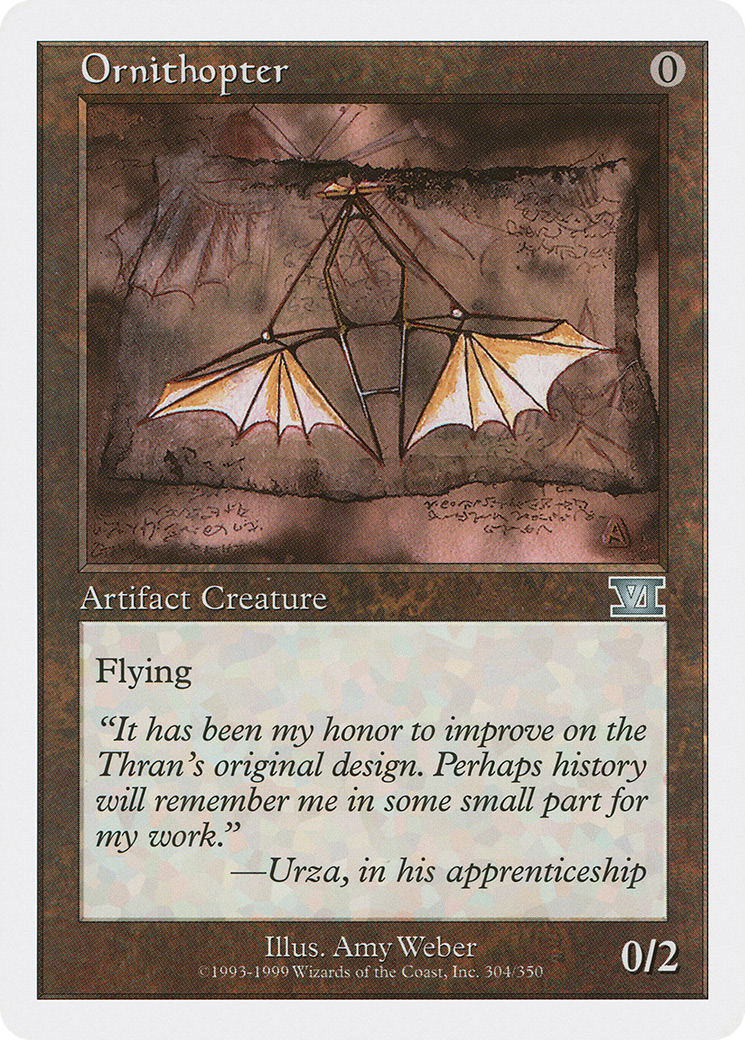 Ornithopter
0
Artifact Creature
VI
Flying
“It has been my honor to improve on the
Thran’s original design. Perhaps history
will remember me in some small part for
my work.”
—Urza, in his apprenticeship
Illus. Amy Weber
©1993-1999 Wizards of the Coast, Inc. 304/350
0/2